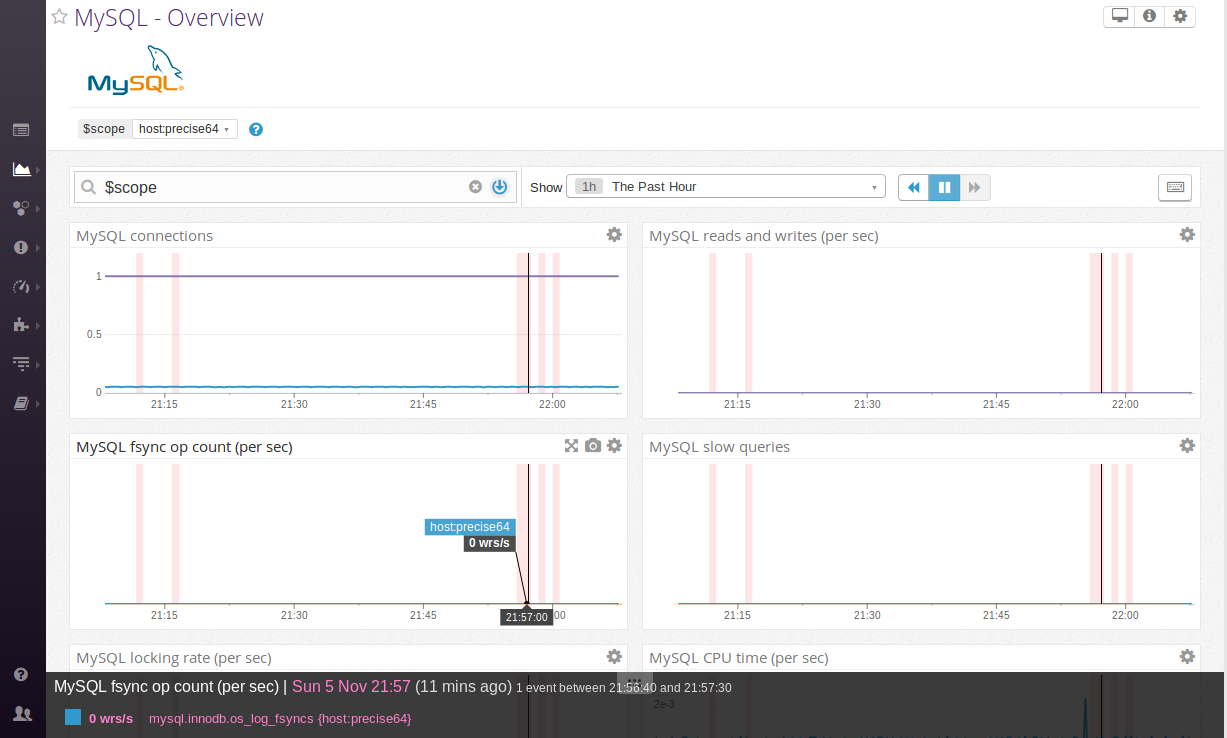 MySQL - Overview
MySQL®
$scope host:precise64
$scope
Show 1h The Past Hour
MySQL connections
1
0.5
0
21:15 21:30 21:45 22:00
MySQL reads and writes (per sec)
21:15 21:30 21:45 22:00
MySQL fsync op count (per sec)
host:precise64
0 wrs/s
21:15 21:30 21:45 21:57:00 :00
MySQL slow queries
21:15 21:30 21:45 22:00
MySQL locking rate (per sec)
MySQL CPU time (per sec)
2e-3
MySQL fsync op count (per sec) | Sun 5 Nov 21:57 (11 mins ago) 1 event between 21:56:40 and 21:57:30
0 wrs/s mysql.innodb.os_log_fsyncs {host:precise64}